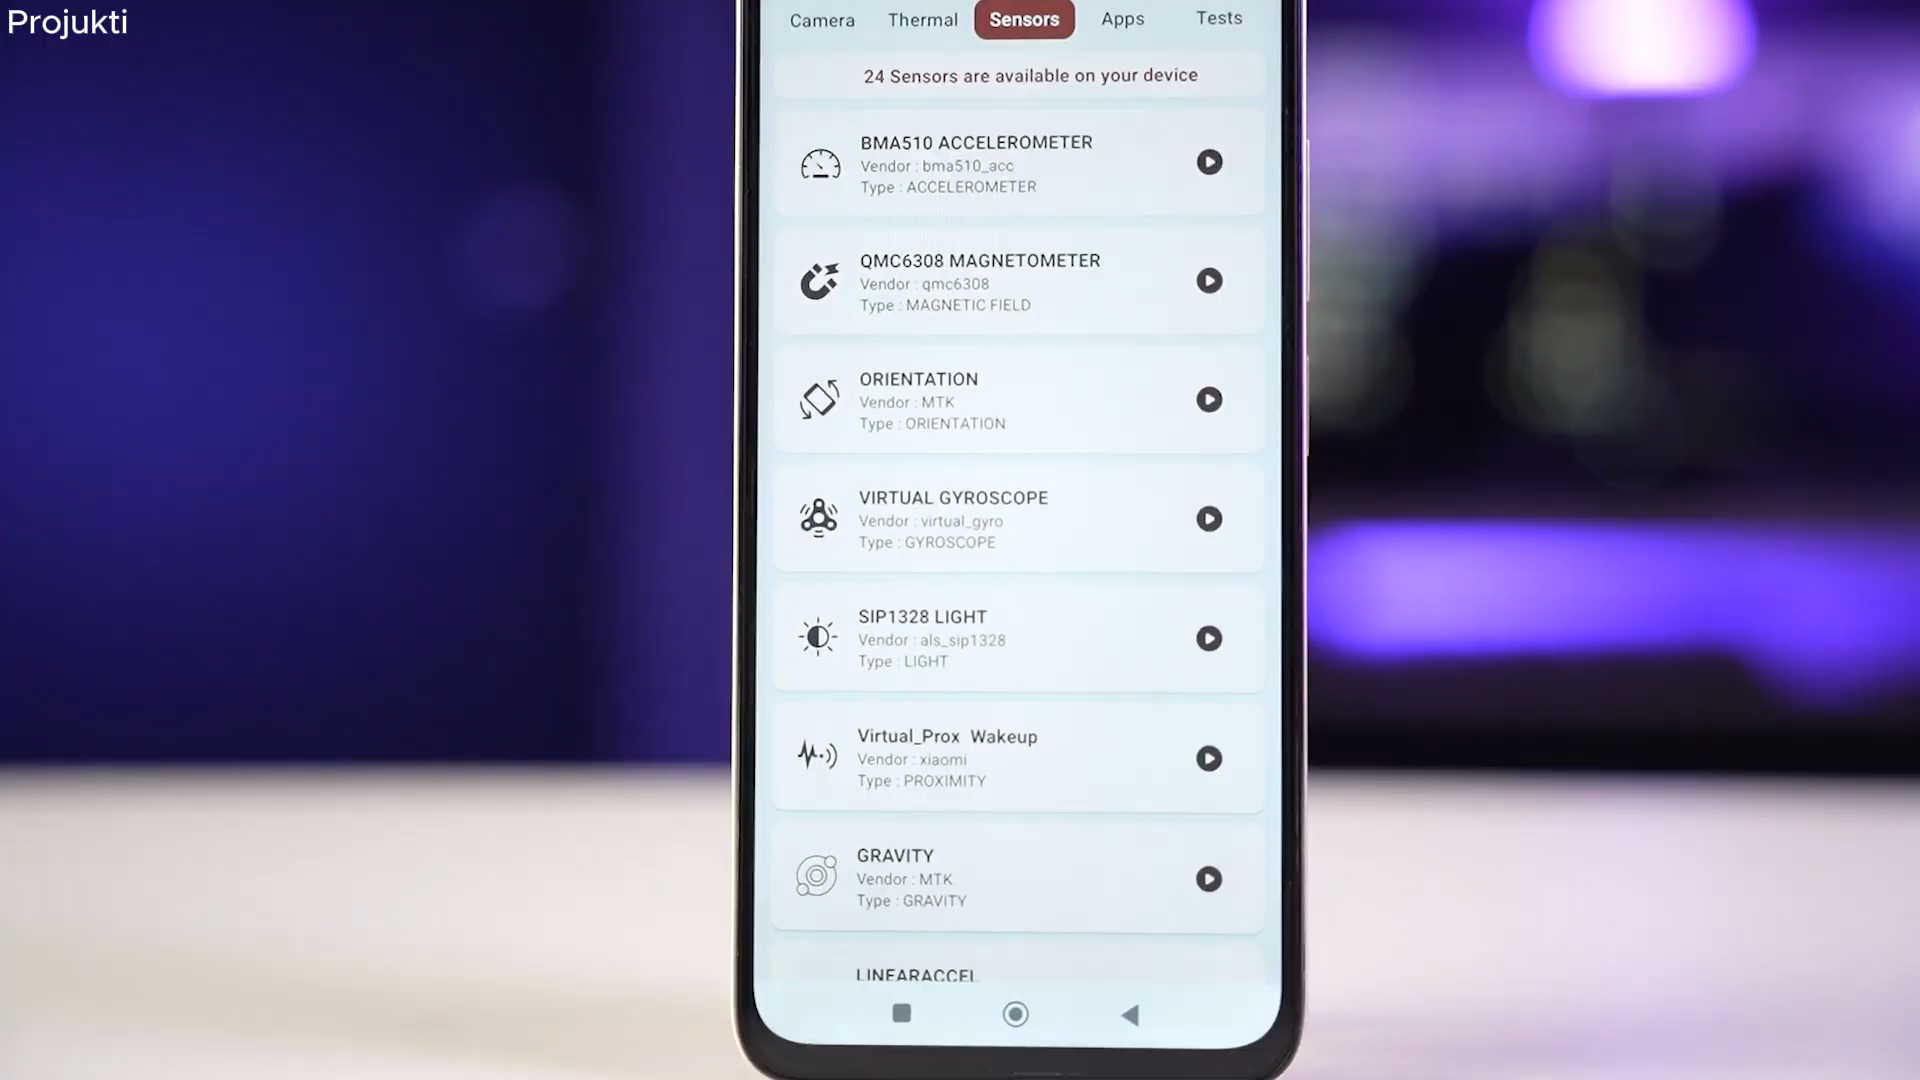 Projukti
Camera Thermal Sensors Apps Tests
24 Sensors are available on your device
BMA510 ACCELEROMETER
Vendor : bma510_acc
Type : ACCELEROMETER
QMC6308 MAGNETOMETER
Vendor : qmc6308
Type : MAGNETIC FIELD
ORIENTATION
Vendor : MTK
Type : ORIENTATION
VIRTUAL GYROSCOPE
Vendor : virtual_gyro
Type : GYROSCOPE
SIP1328 LIGHT
Vendor : als_sip1328
Type : LIGHT
Virtual_Prox Wakeup
Vendor : xiaomi
Type : PROXIMITY
GRAVITY
Vendor : MTK
Type : GRAVITY
LINEARACCEL